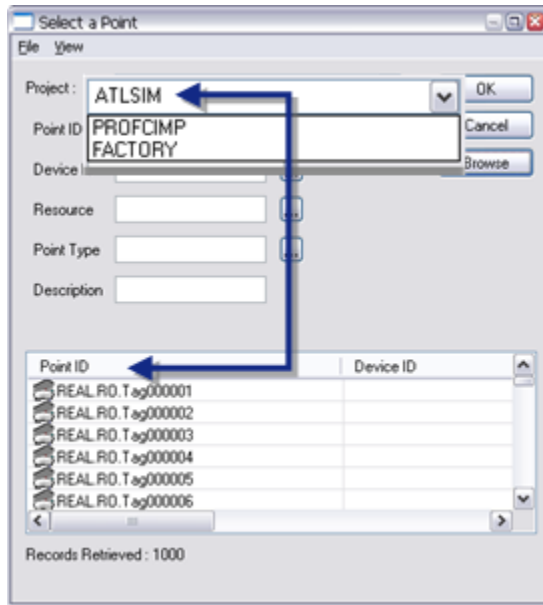 Select a Point
File View
Project : ATLSIM OK
Point ID PROFCIMP Cancel
FACTORY
Device I ... Browse
Resource ...
Point Type ...
Description
Point ID Device ID
REAL.RO.Tag000001
REAL.RO.Tag000002
REAL.RO.Tag000003
REAL.RO.Tag000004
REAL.RO.Tag000005
REAL.RO.Tag000006
Records Retrieved : 1000